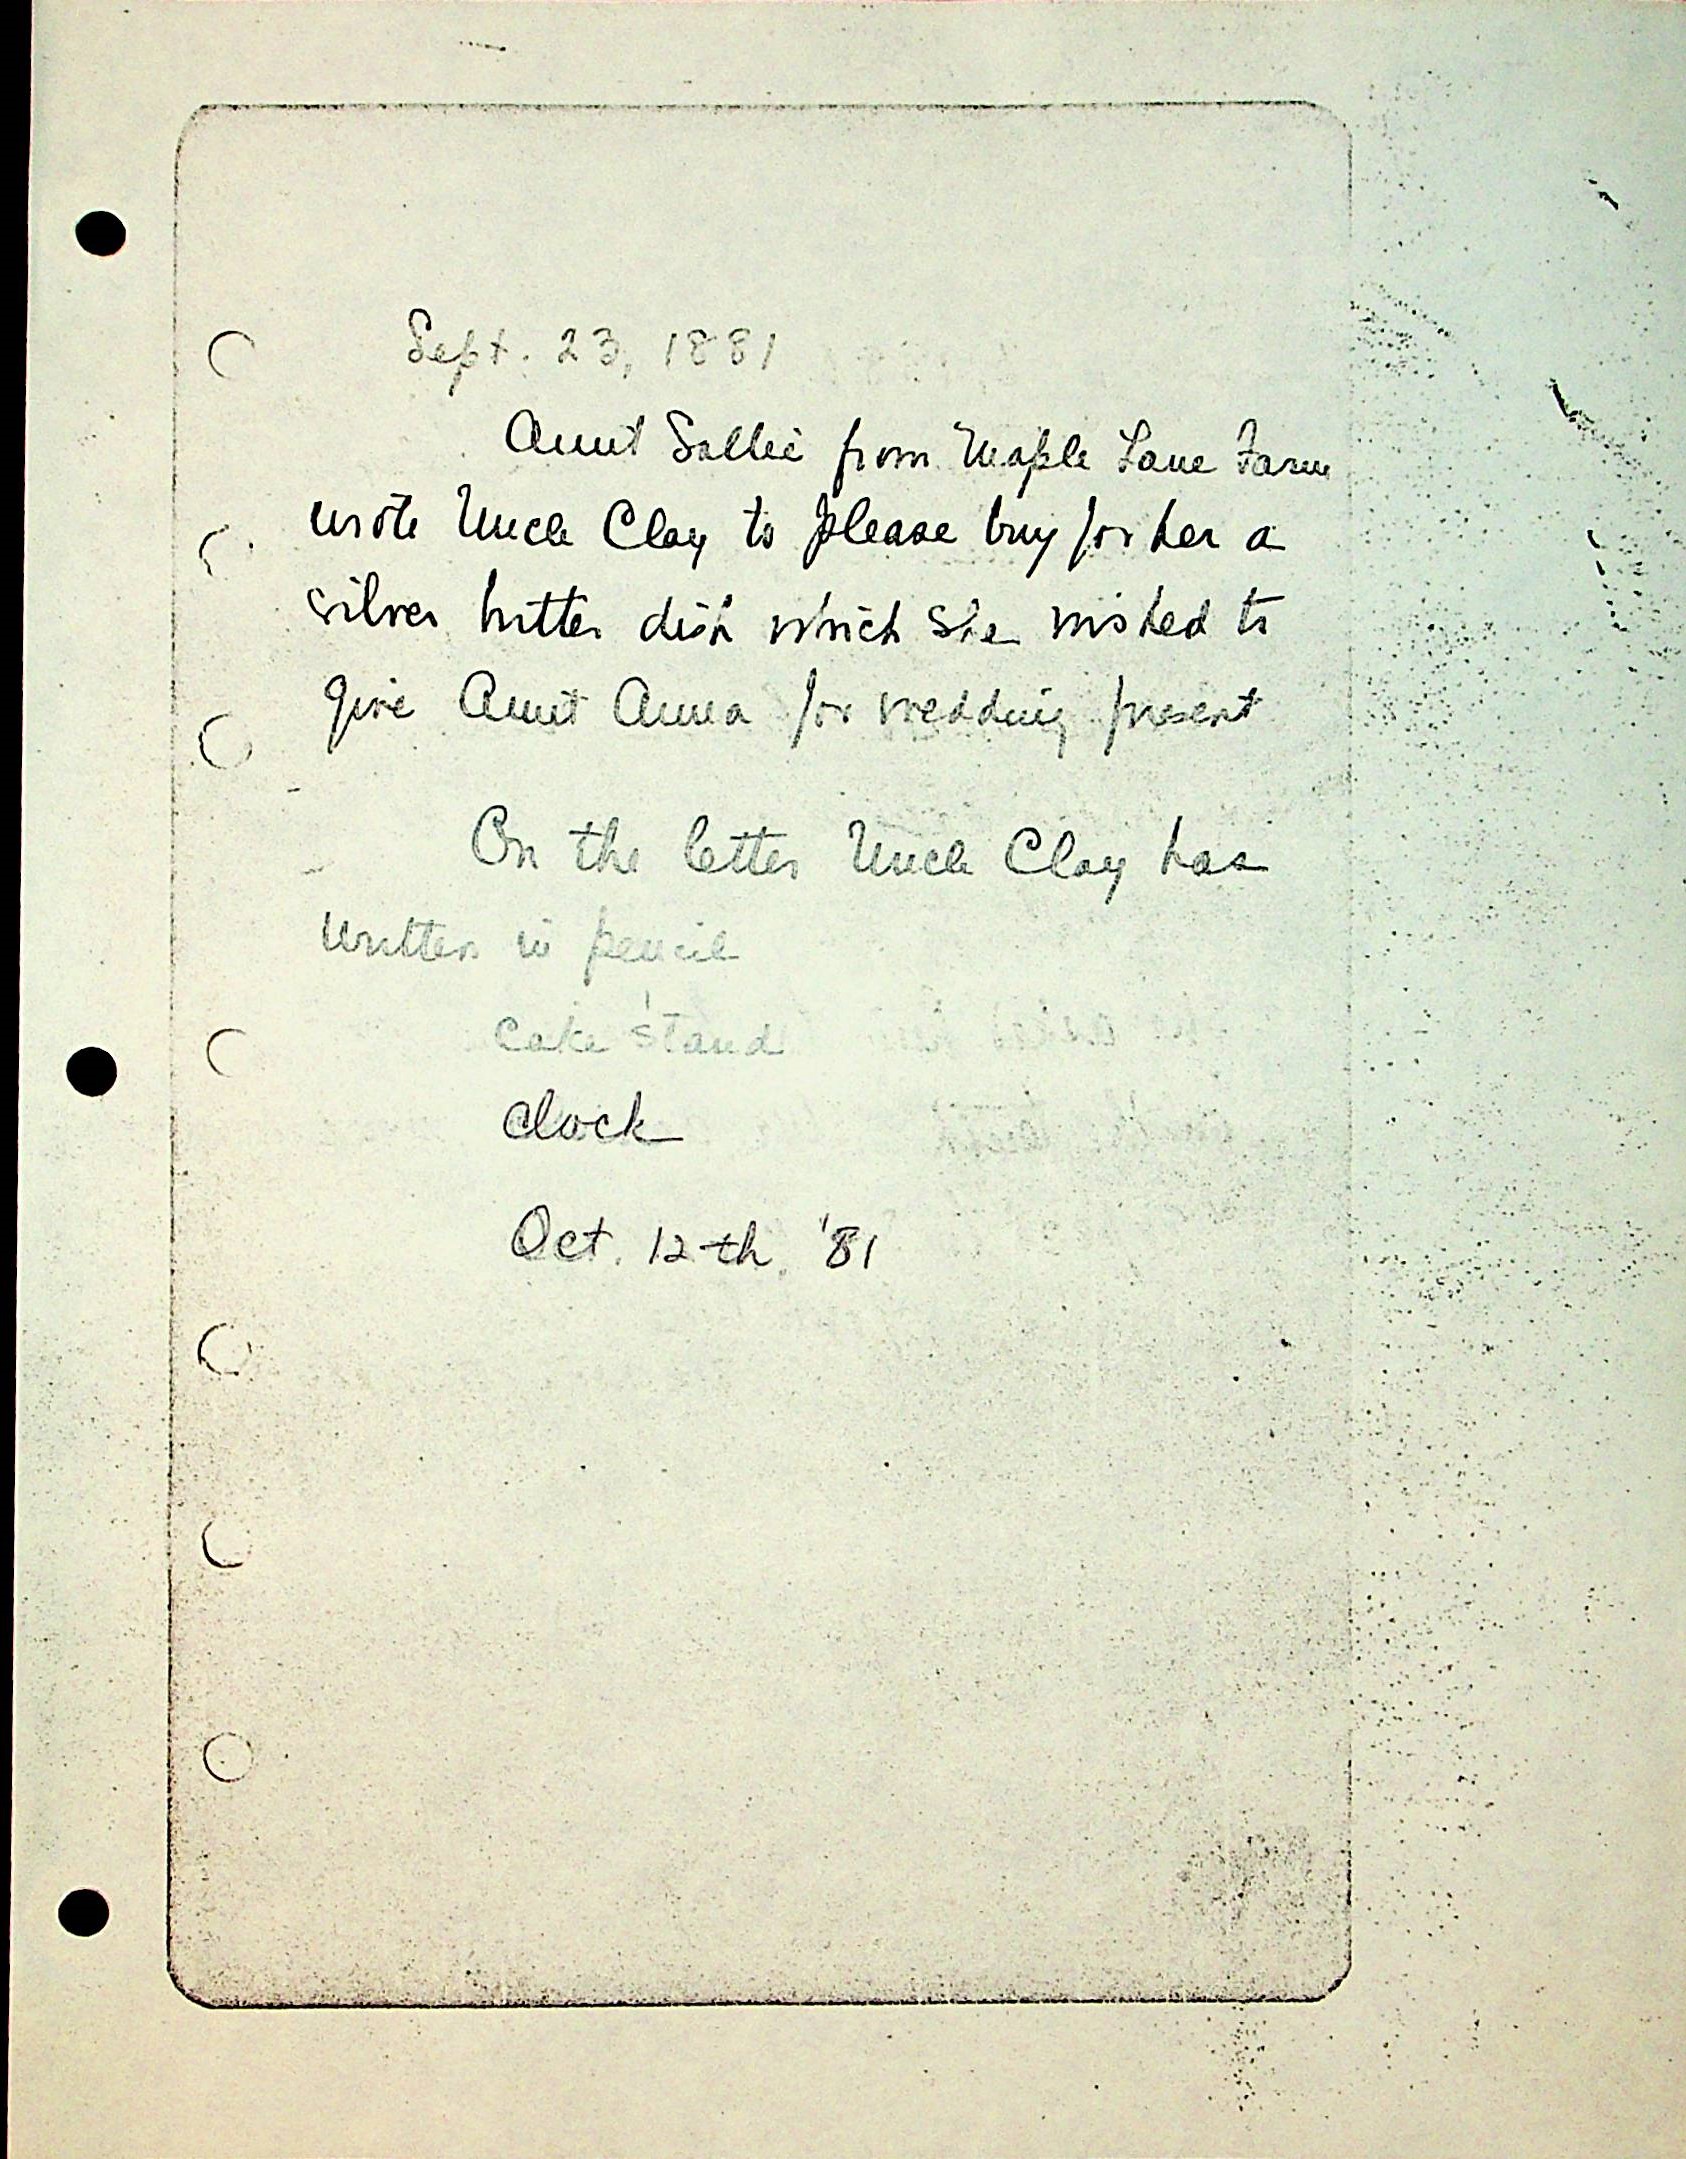 Sept. 23, 1881
Aunt Sallie from Maple Lane Farm
wrote Uncle Clay to please buy for her a
silver butter dish which she wished to
give Aunt Anna for wedding present
On the letter Uncle Clay has
written in pencil
Cake stand
Clock
Oct. 12th '81